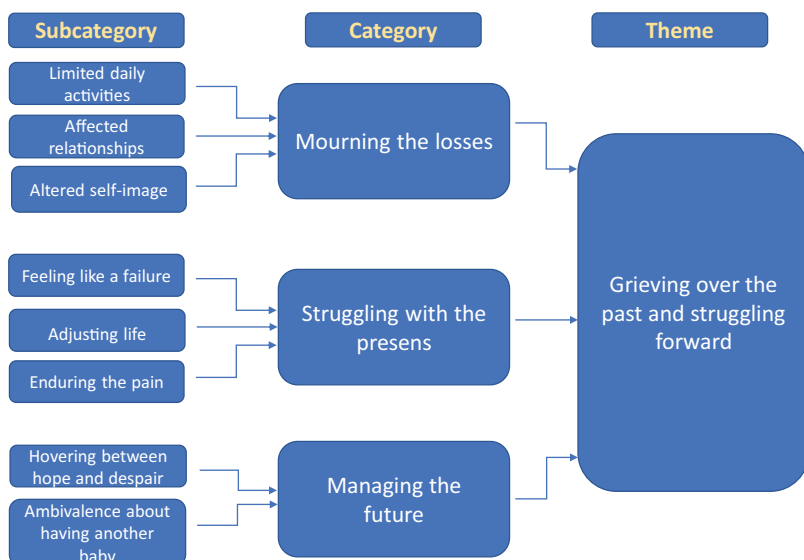 Subcategory
Category
Theme
Limited daily
activities
Affected
relationships
Altered self-image
Mourning the losses
Feeling like a failure
Adjusting life
Enduring the pain
Struggling with the
presens
Hovering between
hope and despair
Ambivalence about
having another
baby
Managing the
future
Grieving over the
past and struggling
forward